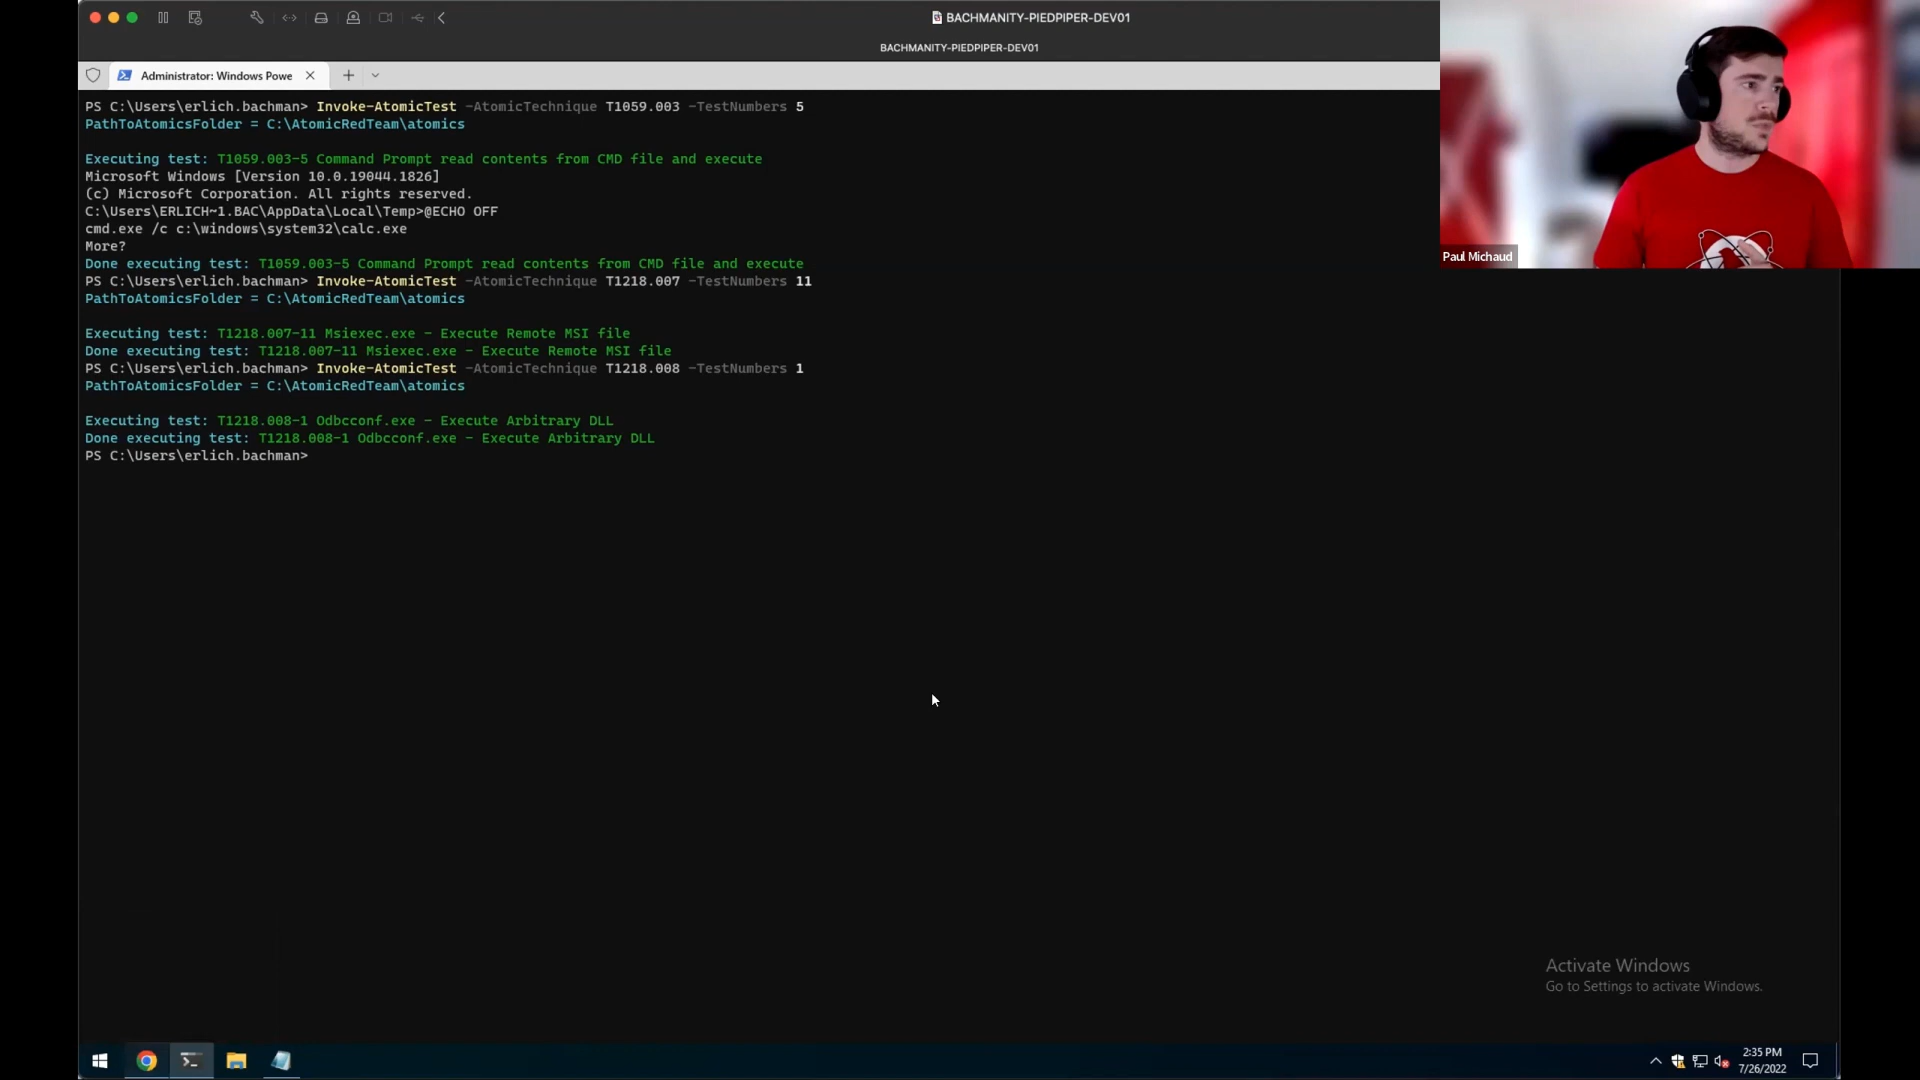 BACHMANITY-PIEDPIPER-DEV01
BACHMANITY-PIEDPIPER-DEV01
Administrator: Windows Powe
PS C:\Users\erlich.bachman> Invoke-AtomicTest -AtomicTechnique T1059.003 -TestNumbers 5
PathToAtomicsFolder = C:\AtomicRedTeam\atomics
Executing test: T1059.003-5 Command Prompt read contents from CMD file and execute
Microsoft Windows [Version 10.0.19044.1826]
(c) Microsoft Corporation. All rights reserved.
C:\Users\ERLICH~1.BAC\AppData\Local\Temp>@ECHO OFF
cmd.exe /c c:\windows\system32\calc.exe
More?
Done executing test: T1059.003-5 Command Prompt read contents from CMD file and execute
PS C:\Users\erlich.bachman> Invoke-AtomicTest -AtomicTechnique T1218.007 -TestNumbers 11
PathToAtomicsFolder = C:\AtomicRedTeam\atomics
Executing test: T1218.007-11 Msiexec.exe - Execute Remote MSI file
Done executing test: T1218.007-11 Msiexec.exe - Execute Remote MSI file
PS C:\Users\erlich.bachman> Invoke-AtomicTest -AtomicTechnique T1218.008 -TestNumbers 1
PathToAtomicsFolder = C:\AtomicRedTeam\atomics
Executing test: T1218.008-1 Odbcconf.exe - Execute Arbitrary DLL
Done executing test: T1218.008-1 Odbcconf.exe - Execute Arbitrary DLL
PS C:\Users\erlich.bachman>
Paul Michaud
Activate Windows
Go to Settings to activate Windows.
2:35 PM
7/26/2022